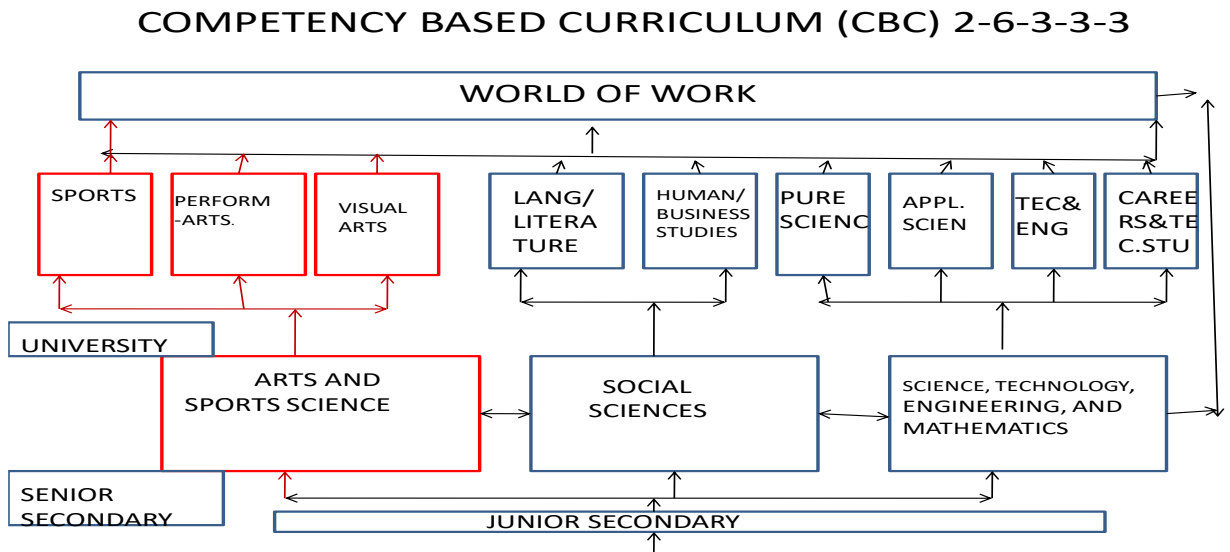 COMPETENCY BASED CURRICULUM (CBC) 2-6-3-3-3
WORLD OF WORK
SPORTS
PERFORM
-ARTS.
VISUAL
ARTS
LANG/
LITERA
TURE
HUMAN/
BUSINESS
STUDIES
PURE
SCIENC
APPL.
SCIEN
TEC&
ENG
CAREE
RS&TE
C.STU
UNIVERSITY
ARTS AND
SPORTS SCIENCE
SOCIAL
SCIENCES
SCIENCE, TECHNOLOGY,
ENGINEERING, AND
MATHEMATICS
SENIOR
SECONDARY
JUNIOR SECONDARY